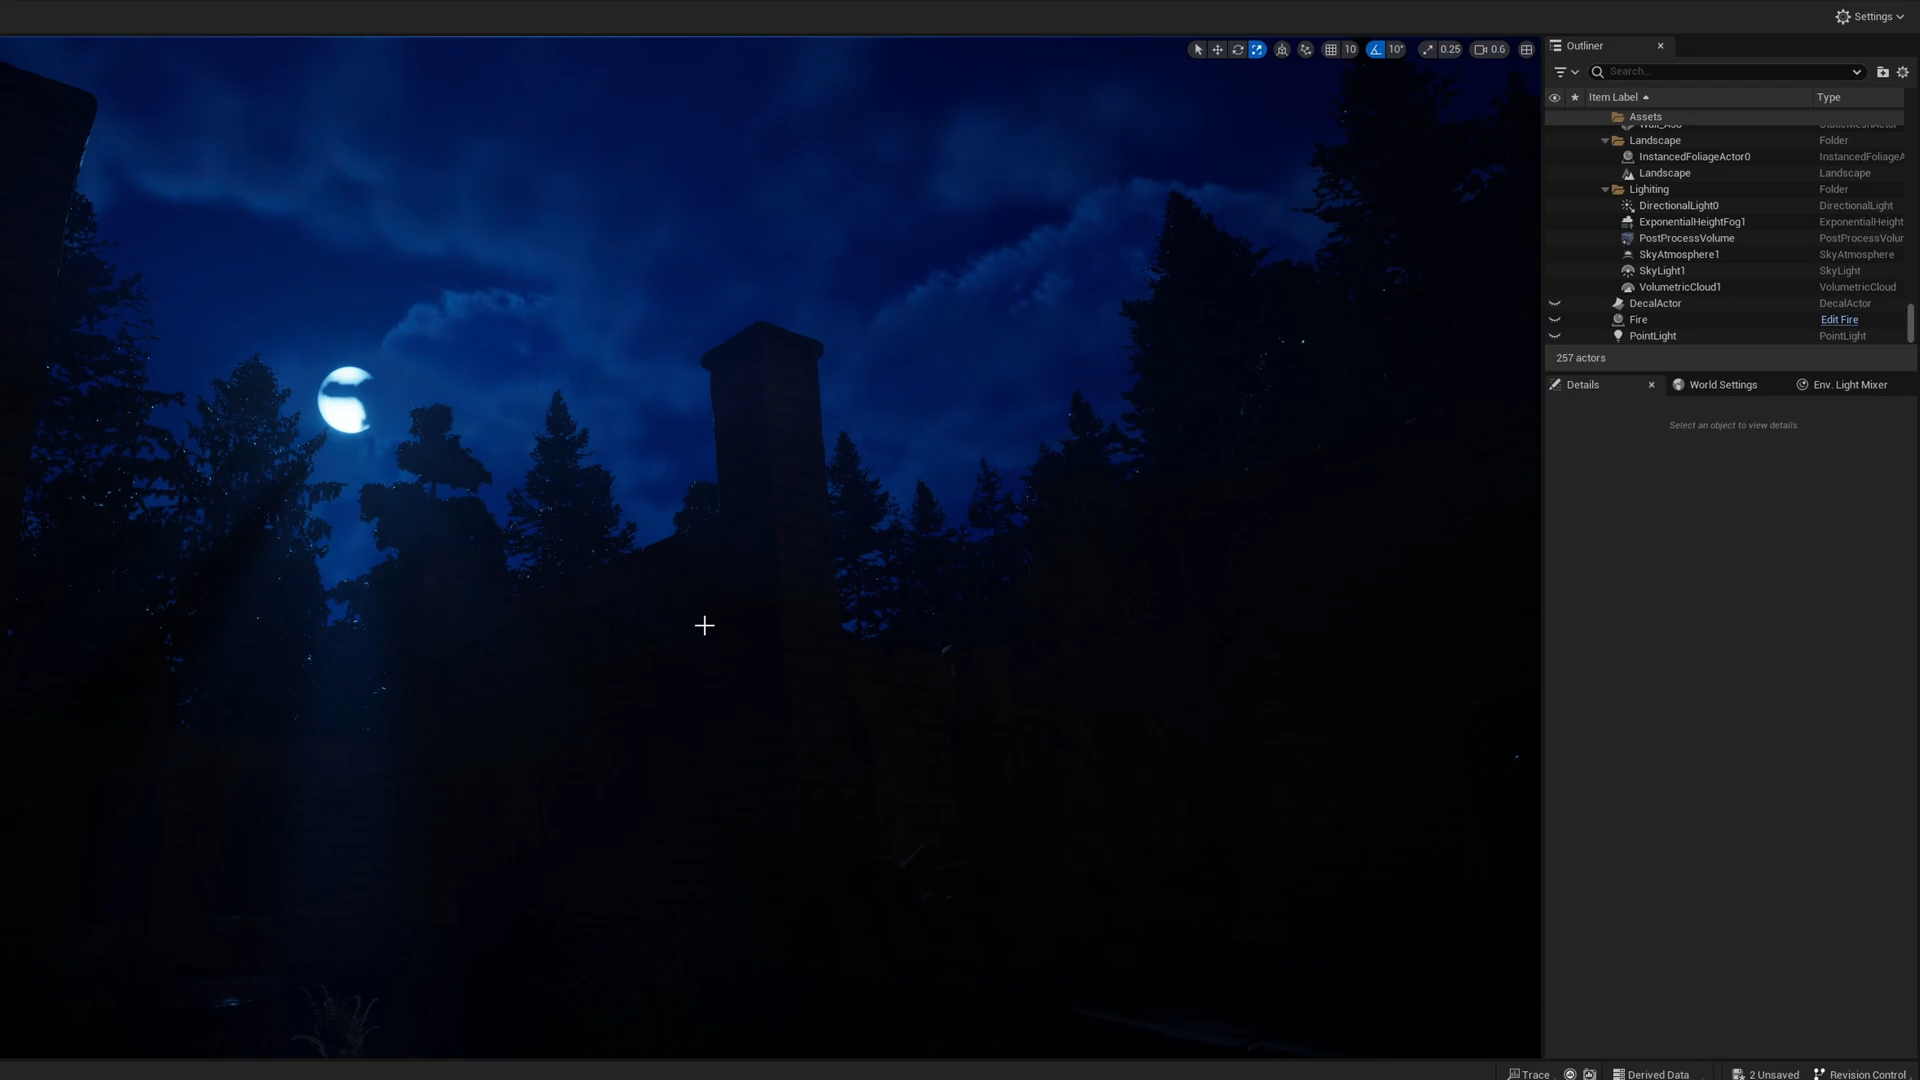 Settings
10
10°
0.25
0.6
Outliner
Search...
Item Label
Type
Assets
Landscape
Folder
InstancedFoliageActor0
InstancedFoliageA
Landscape
Landscape
Lighting
Folder
DirectionalLight0
DirectionalLight
ExponentialHeightFog1
ExponentialHeight
PostProcessVolume
PostProcessVolur
SkyAtmosphere1
SkyAtmosphere
SkyLight1
SkyLight
VolumetricCloud1
VolumetricCloud
DecalActor
DecalActor
Fire
Edit Fire
PointLight
PointLight
257 actors
Details
World Settings
Env. Light Mixer
Select an object to view details.
Trace
Derived Data
2 Unsaved
Revision Control